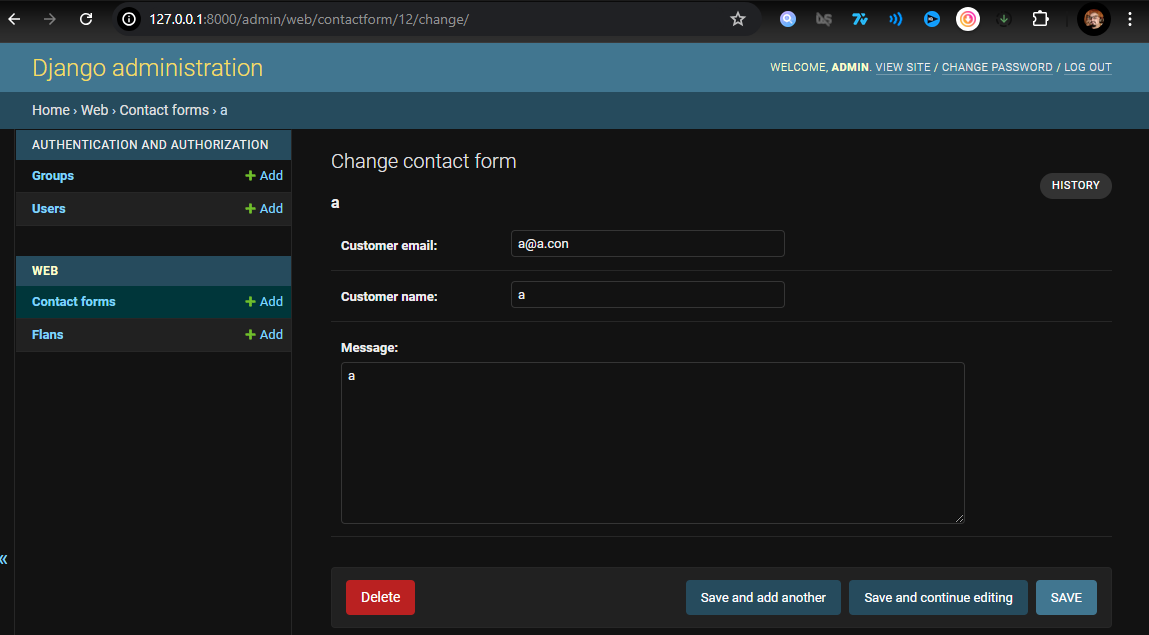 127.0.0.1:8000/admin/web/contactform/12/change/
Django administration
WELCOME, ADMIN. VIEW SITE / CHANGE PASSWORD / LOG OUT
Home › Web › Contact forms › a
AUTHENTICATION AND AUTHORIZATION
Groups + Add
Users + Add
WEB
Contact forms + Add
Flans + Add
«
Change contact form
HISTORY
a
Customer email: a@a.con
Customer name: a
Message:
a
Delete Save and add another Save and continue editing SAVE